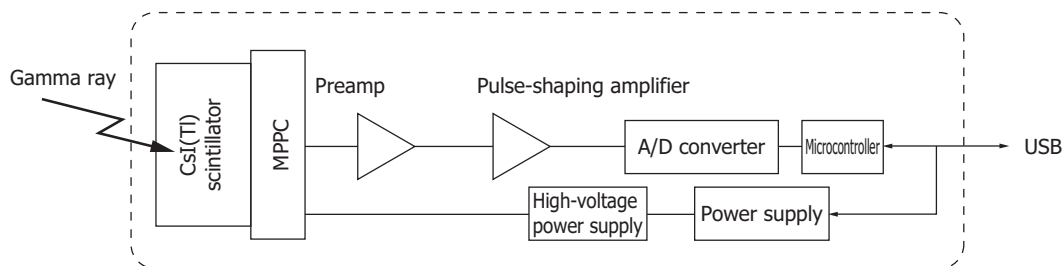 Gamma ray
CsI(Tl)
scintillator
MPPC
Preamp
Pulse-shaping amplifier
A/D converter
Microcontroller
USB
High-voltage
power supply
Power supply